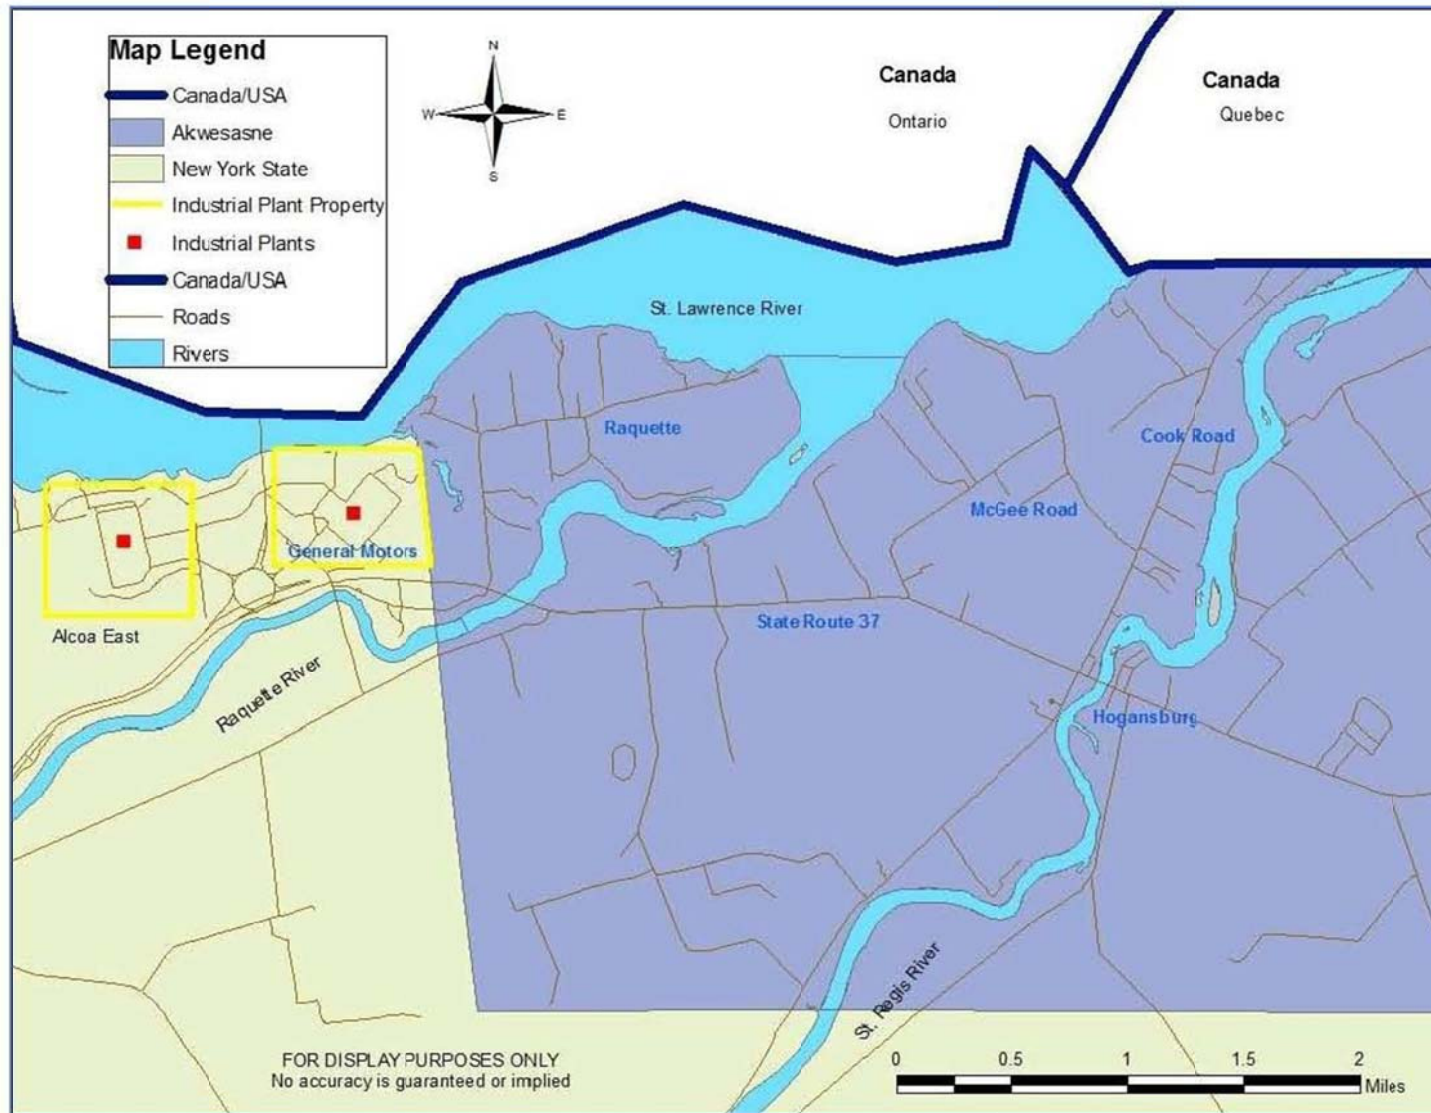 Map Legend
Canada/USA
Akwesasne
New York State
Industrial Plant Property
Industrial Plants
Canada/USA
Roads
Rivers
N
W
E
S
Canada
Ontario
Canada
Quebec
St. Lawrence River
Raquette
Cook Road
McGee Road
General Motors
State Route 37
Alcoa East
Raquette River
Hogansburg
St. Regis River
FOR DISPLAY PURPOSES ONLY
No accuracy is guaranteed or implied
0 0.5 1 1.5 2
Miles